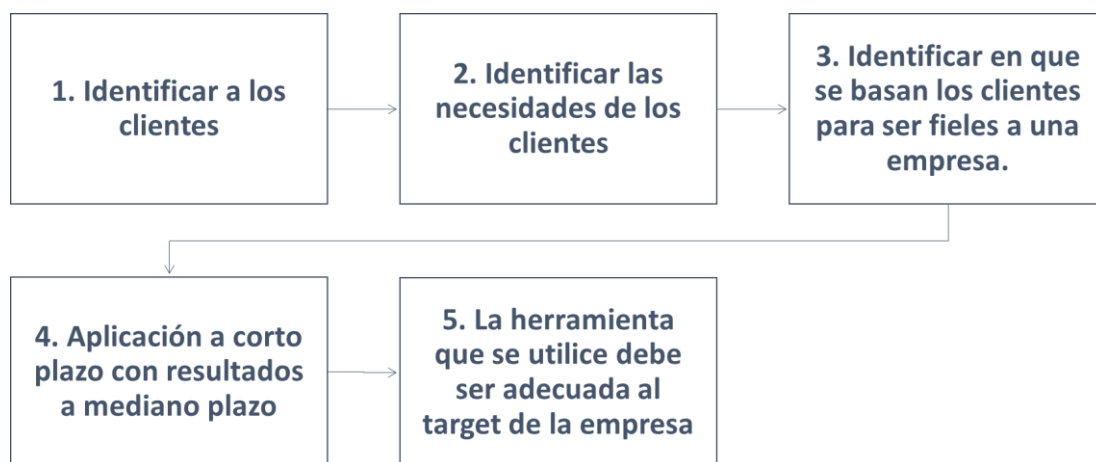 1. Identificar a los
clientes
2. Identificar las
necesidades de los
clientes
3. Identificar en que
se basan los clientes
para ser fieles a una
empresa.
4. Aplicación a corto
plazo con resultados
a mediano plazo
5. La herramienta
que se utilice debe
ser adecuada al
target de la empresa